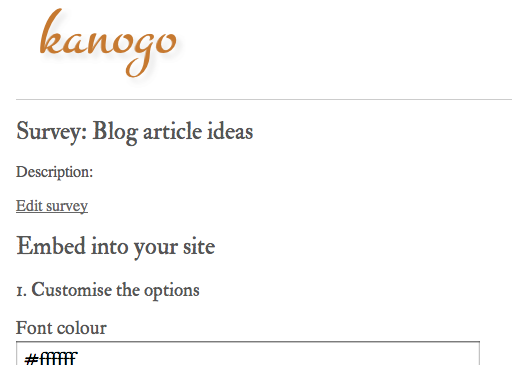 kanogo
Survey: Blog article ideas
Description:
Edit survey
Embed into your site
1. Customise the options
Font colour
#ffffff